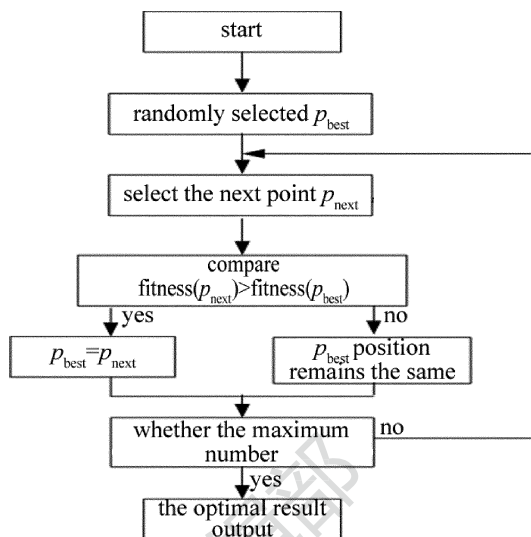 start
randomly selected p_best
select the next point p_next
compare
fitness(p_next)>fitness(p_best)
yes
no
p_best=p_next
p_best position
remains the same
whether the maximum
number
no
yes
the optimal result
output
部